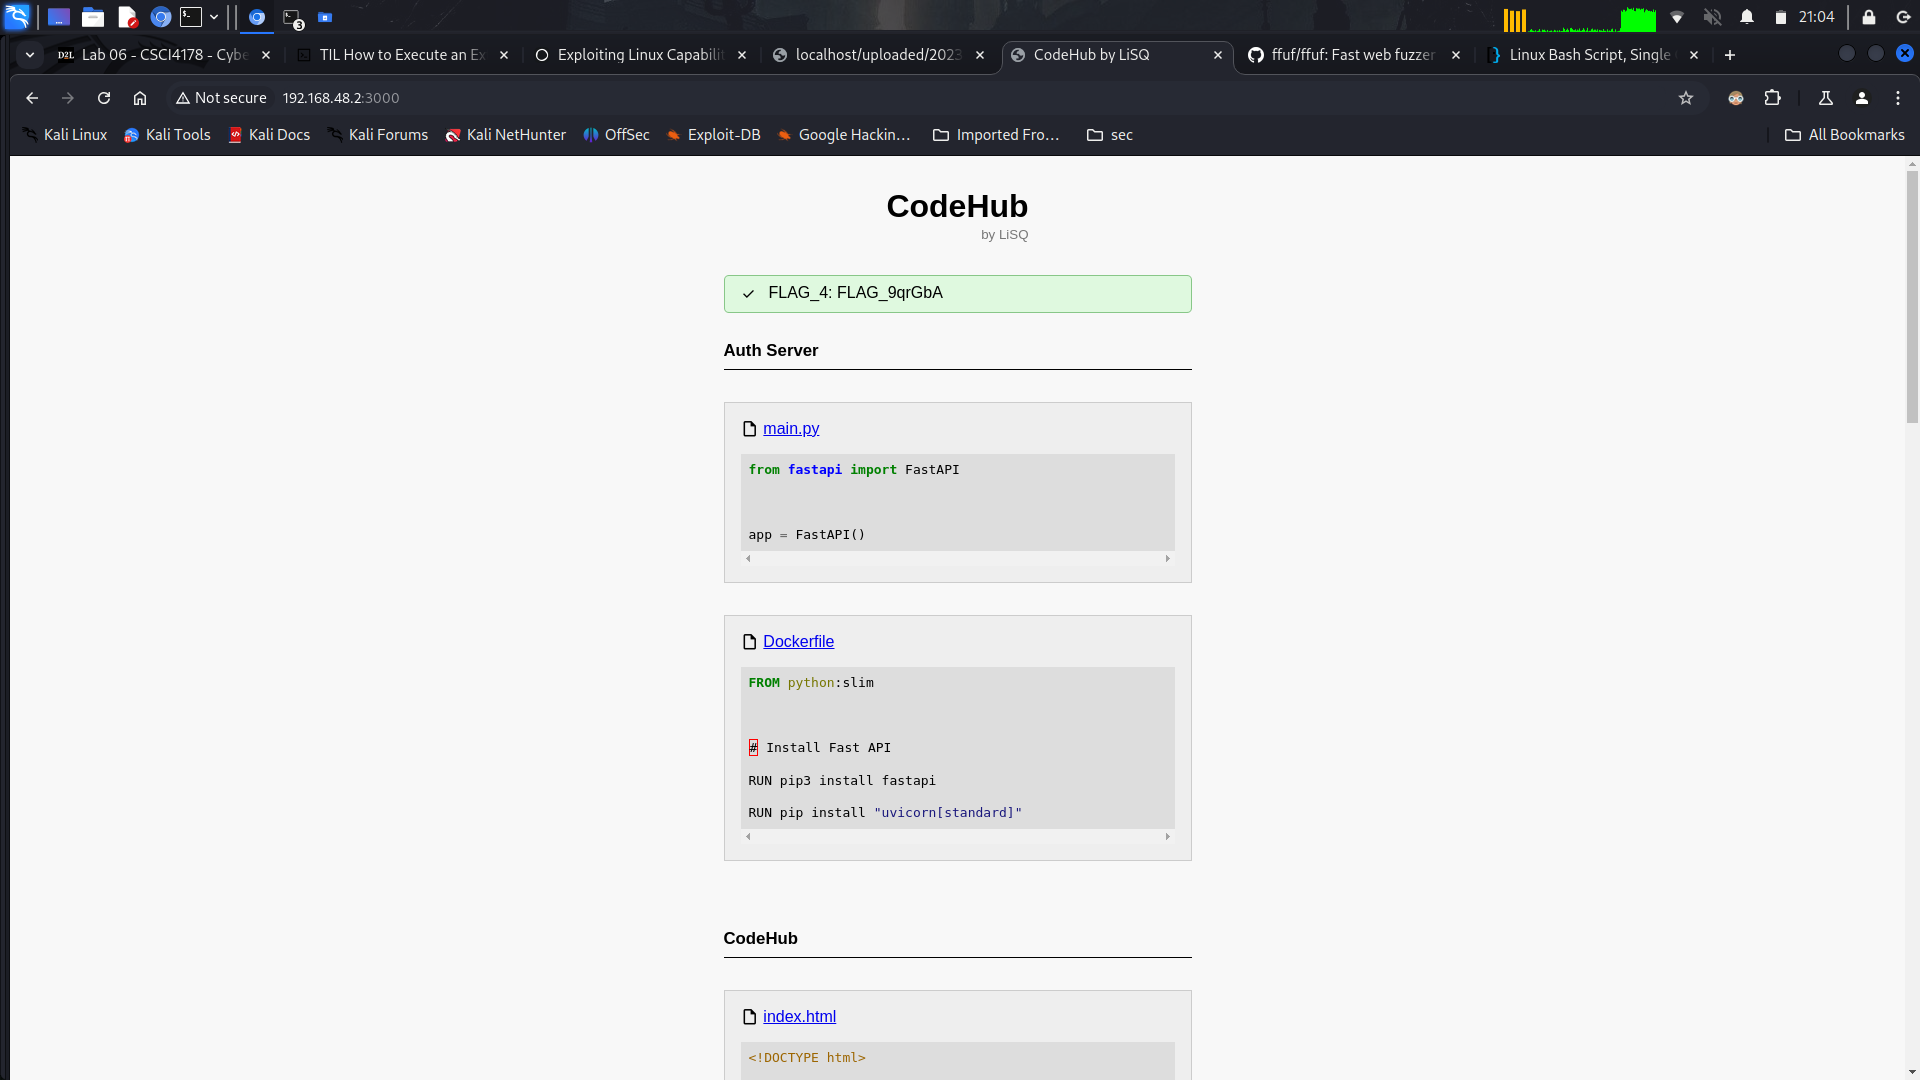 3
21:04
Lab 06 - CSCI4178 - Cybe
TIL How to Execute an Ex
Exploiting Linux Capabilit
localhost/uploaded/2023
CodeHub by LiSQ
ffuf/ffuf: Fast web fuzzer
Linux Bash Script, Single
Not secure
192.168.48.2:3000
Kali Linux
Kali Tools
Kali Docs
Kali Forums
Kali NetHunter
OffSec
Exploit-DB
Google Hackin...
Imported Fro...
sec
All Bookmarks
CodeHub
by LiSQ
FLAG_4: FLAG_9qrGbA
Auth Server
main.py
from fastapi import FastAPI
app = FastAPI()
Dockerfile
FROM python:slim
# Install Fast API
RUN pip3 install fastapi
RUN pip install "uvicorn[standard]"
CodeHub
index.html
<!DOCTYPE html>